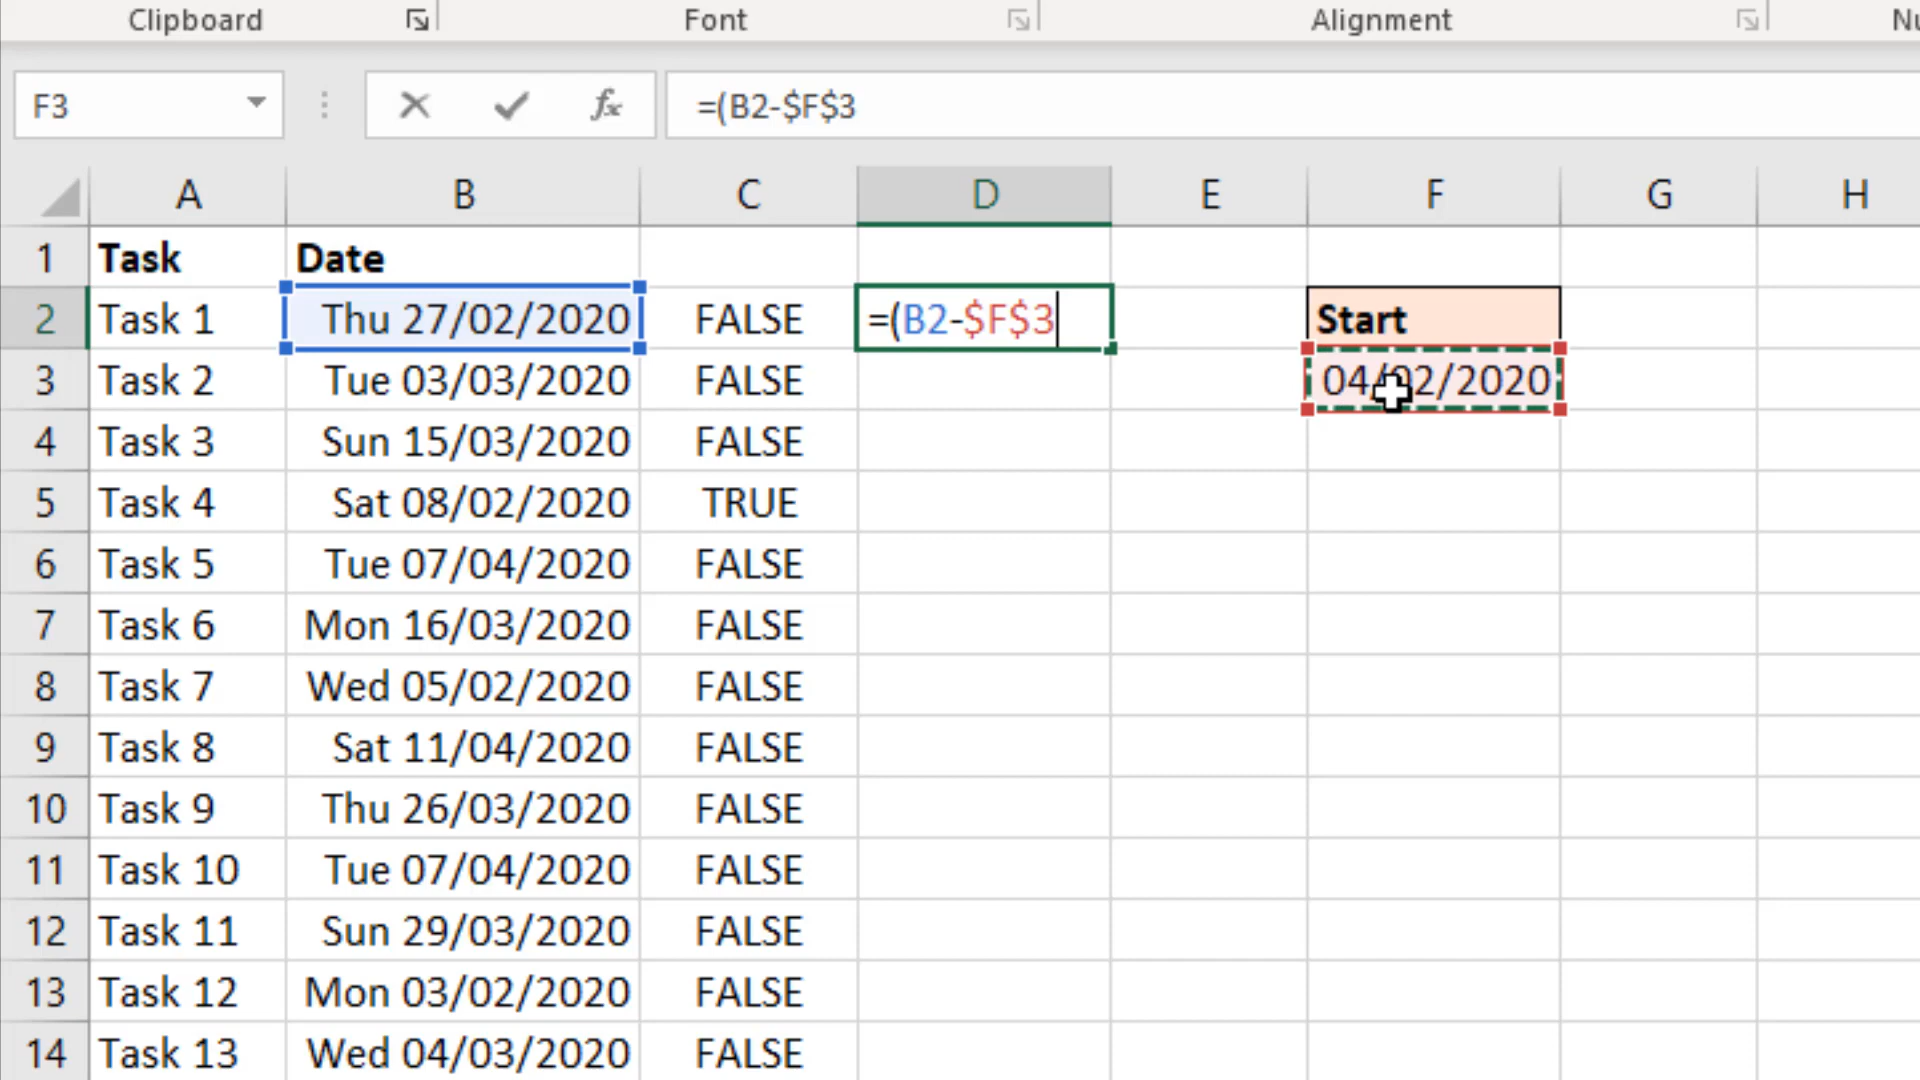 Clipboard Font Alignment
F3 fx =(B2-$F$3
A B C D E F G H
1 Task Date
2 Task 1 Thu 27/02/2020 FALSE =(B2-$F$3 Start
3 Task 2 Tue 03/03/2020 FALSE 04/02/2020
4 Task 3 Sun 15/03/2020 FALSE
5 Task 4 Sat 08/02/2020 TRUE
6 Task 5 Tue 07/04/2020 FALSE
7 Task 6 Mon 16/03/2020 FALSE
8 Task 7 Wed 05/02/2020 FALSE
9 Task 8 Sat 11/04/2020 FALSE
10 Task 9 Thu 26/03/2020 FALSE
11 Task 10 Tue 07/04/2020 FALSE
12 Task 11 Sun 29/03/2020 FALSE
13 Task 12 Mon 03/02/2020 FALSE
14 Task 13 Wed 04/03/2020 FALSE